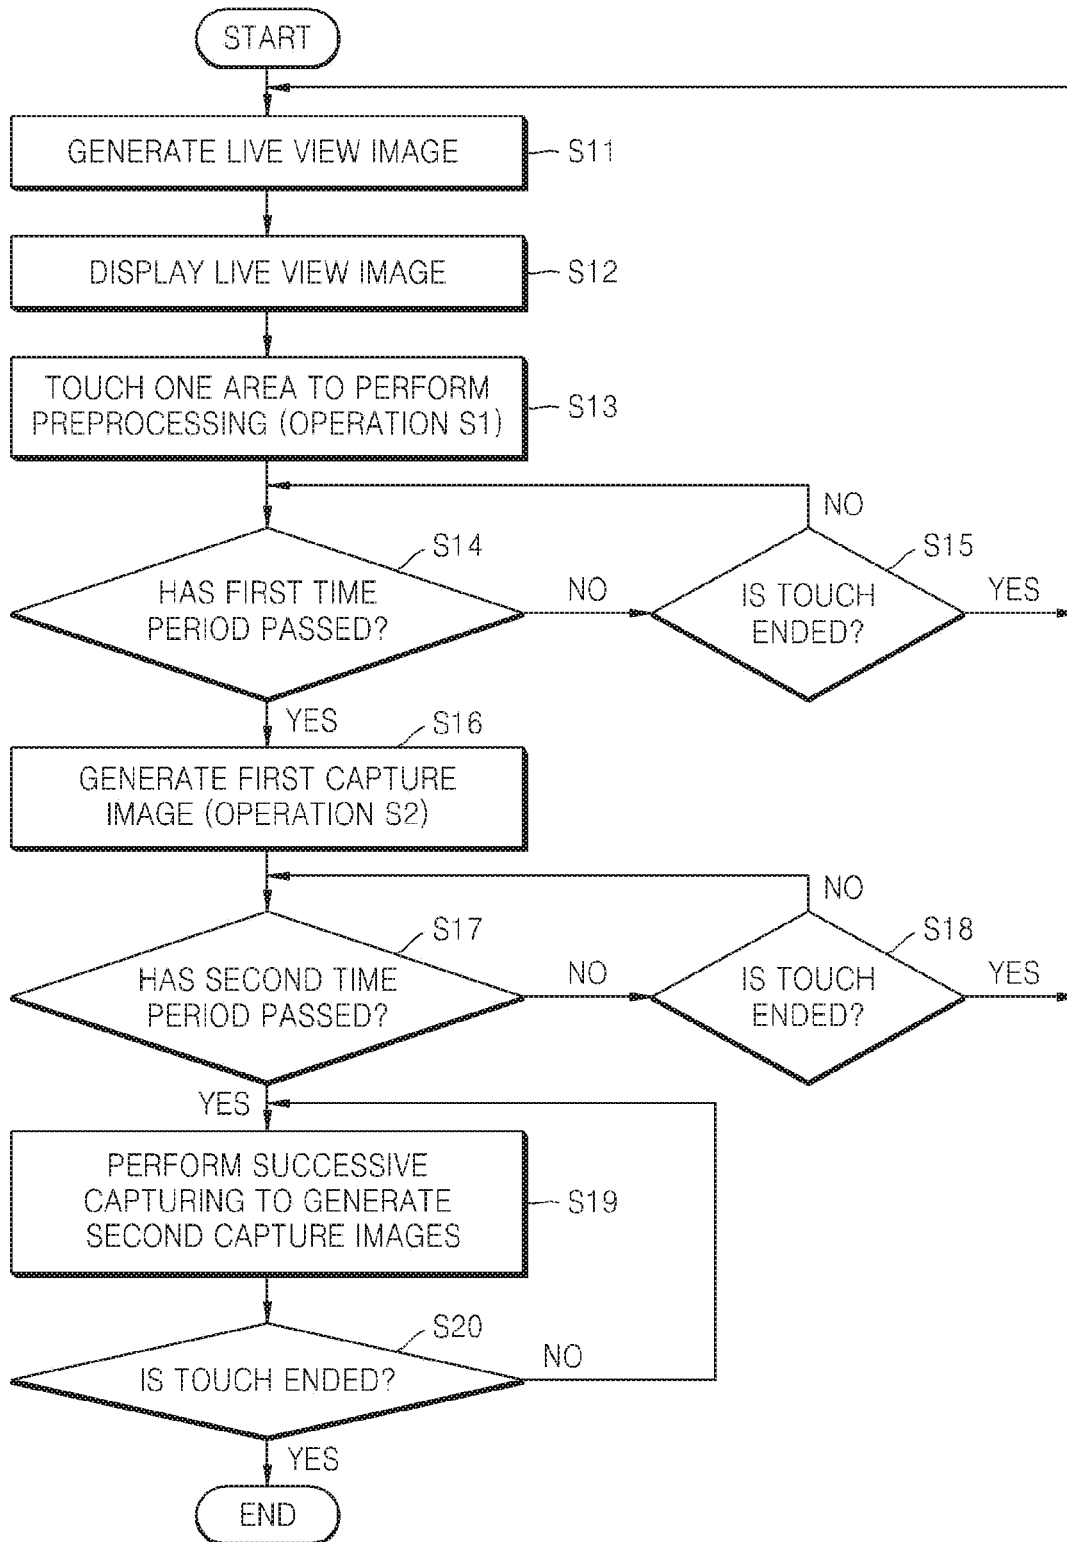 START
GENERATE LIVE VIEW IMAGE
S11
DISPLAY LIVE VIEW IMAGE
S12
TOUCH ONE AREA TO PERFORM
PREPROCESSING (OPERATION S1)
S13
NO
S14
S15
HAS FIRST TIME
PERIOD PASSED?
NO
IS TOUCH
ENDED?
YES
YES
S16
GENERATE FIRST CAPTURE
IMAGE (OPERATION S2)
NO
S17
S18
HAS SECOND TIME
PERIOD PASSED?
NO
IS TOUCH
ENDED?
YES
YES
PERFORM SUCCESSIVE
CAPTURING TO GENERATE
SECOND CAPTURE IMAGES
S19
S20
IS TOUCH ENDED?
NO
YES
END